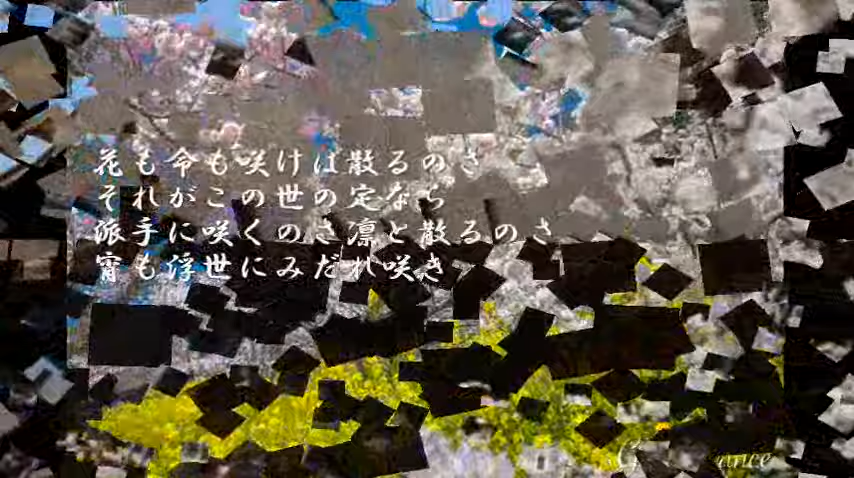 花も命も咲けば散るのさ
それがこの世の定なら
派手に咲くのさ凛と散るのさ
宵も浮世にみだれ咲き